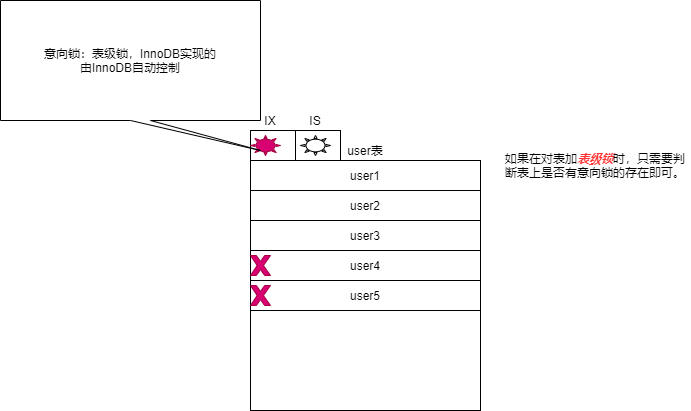 意向锁：表级锁，InnoDB实现的
由InnoDB自动控制
IX IS
user表
如果在对表加表级锁时，只需要判
断表上是否有意向锁的存在即可。
user1
user2
user3
user4
user5